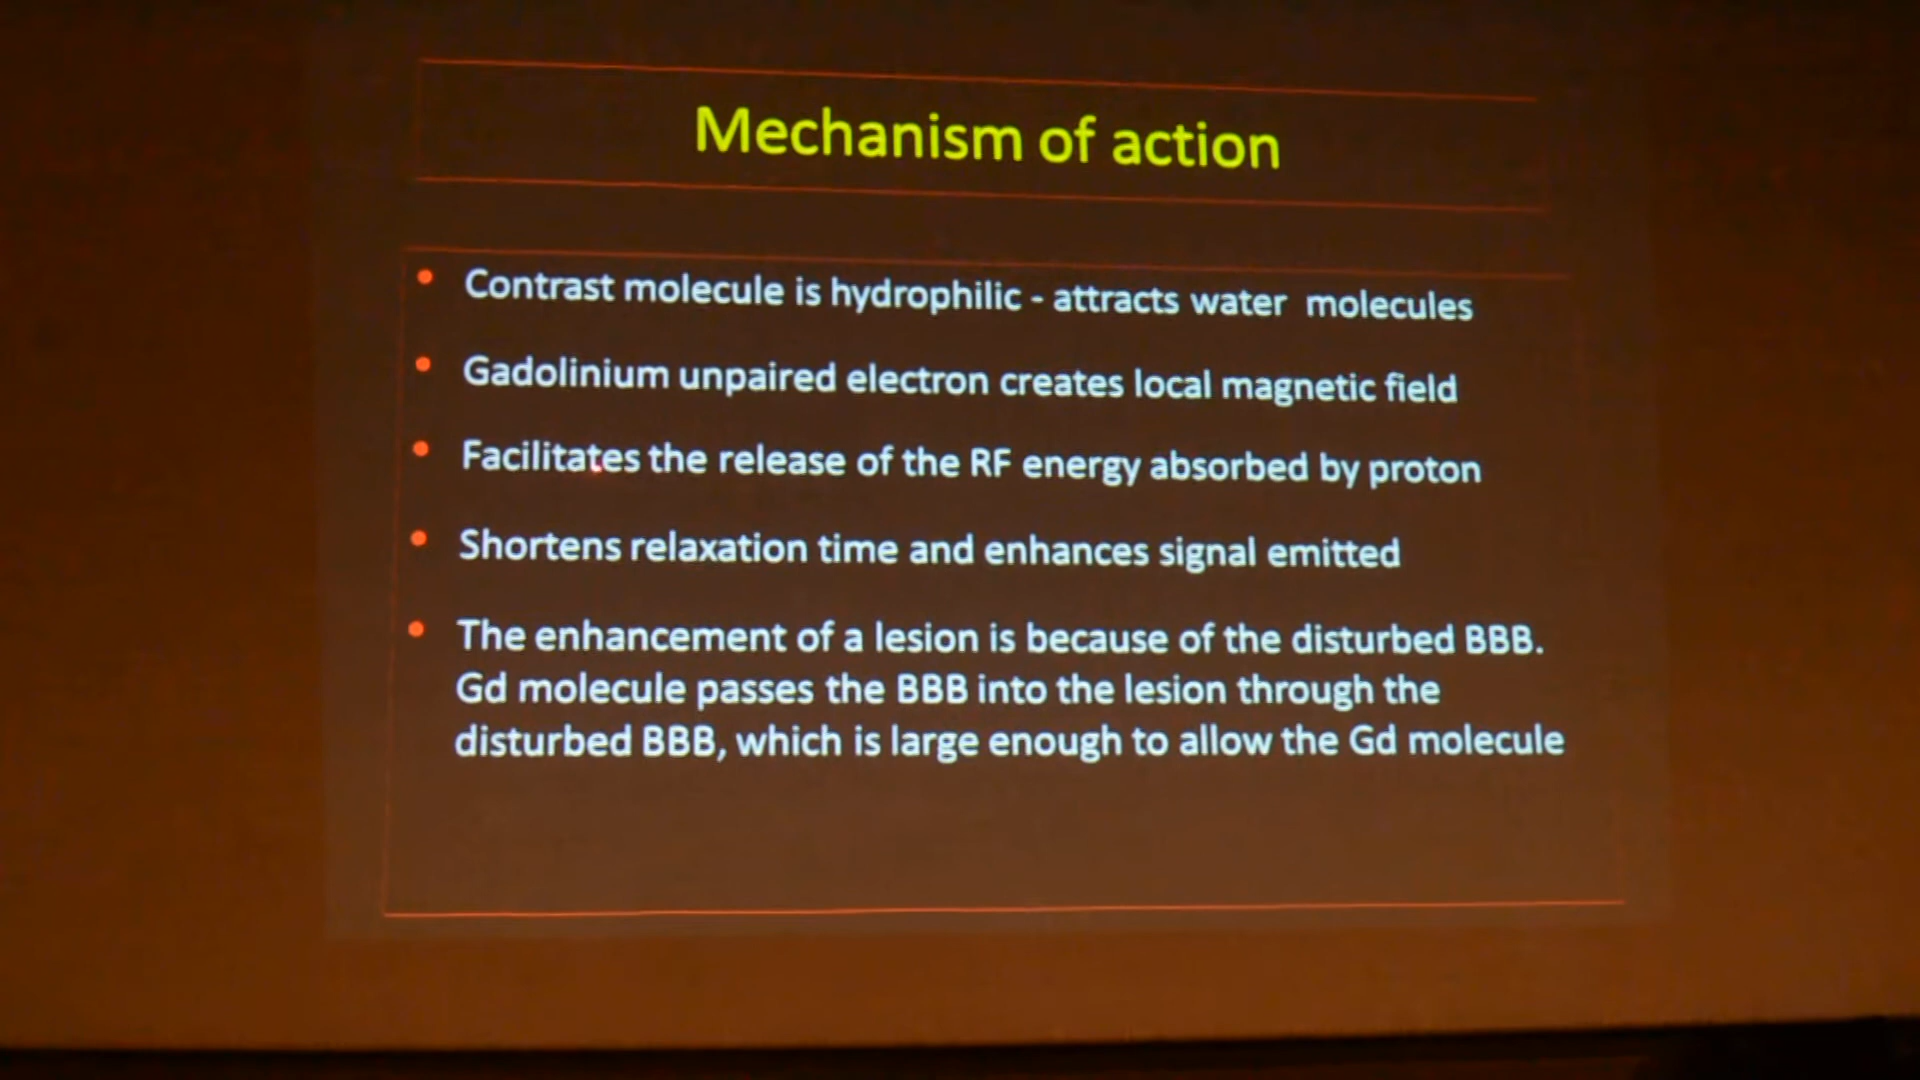 Mechanism of action
• Contrast molecule is hydrophilic - attracts water molecules
• Gadolinium unpaired electron creates local magnetic field
• Facilitates the release of the RF energy absorbed by proton
• Shortens relaxation time and enhances signal emitted
• The enhancement of a lesion is because of the disturbed BBB.
Gd molecule passes the BBB into the lesion through the
disturbed BBB, which is large enough to allow the Gd molecule